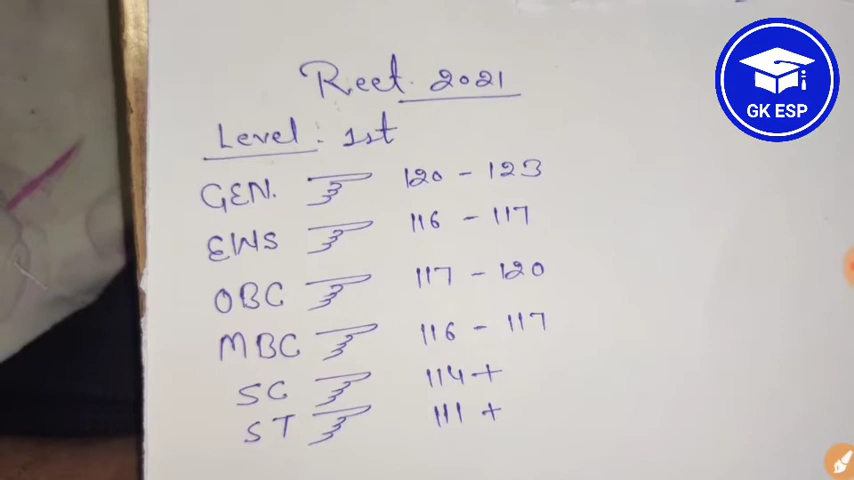 Reet. 2021
Level. 1st
GEN. 120 - 123
EWS 116 - 117
OBC 117 - 120
MBC 116 - 117
SC 114 +
ST 111 +
GK ESP